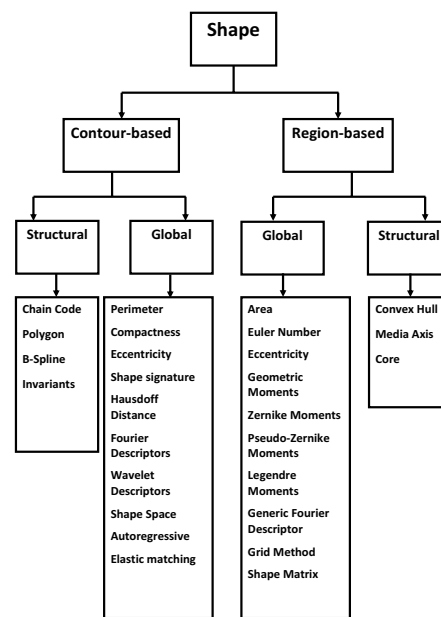 Shape
Contour-based
Region-based
Structural
Global
Global
Structural
Chain Code
Polygon
B-Spline
Invariants
Perimeter
Compactness
Eccentricity
Shape signature
Hausdoff
Distance
Fourier
Descriptors
Wavelet
Descriptors
Shape Space
Autoregressive
Elastic matching
Area
Euler Number
Eccentricity
Geometric
Moments
Zernike Moments
Pseudo-Zernike
Moments
Legendre
Moments
Generic Fourier
Descriptor
Grid Method
Shape Matrix
Convex Hull
Media Axis
Core